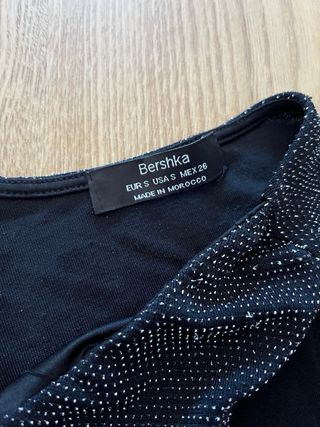 Bershka
EUR S USA S MEX 26
MADE IN MOROCCO